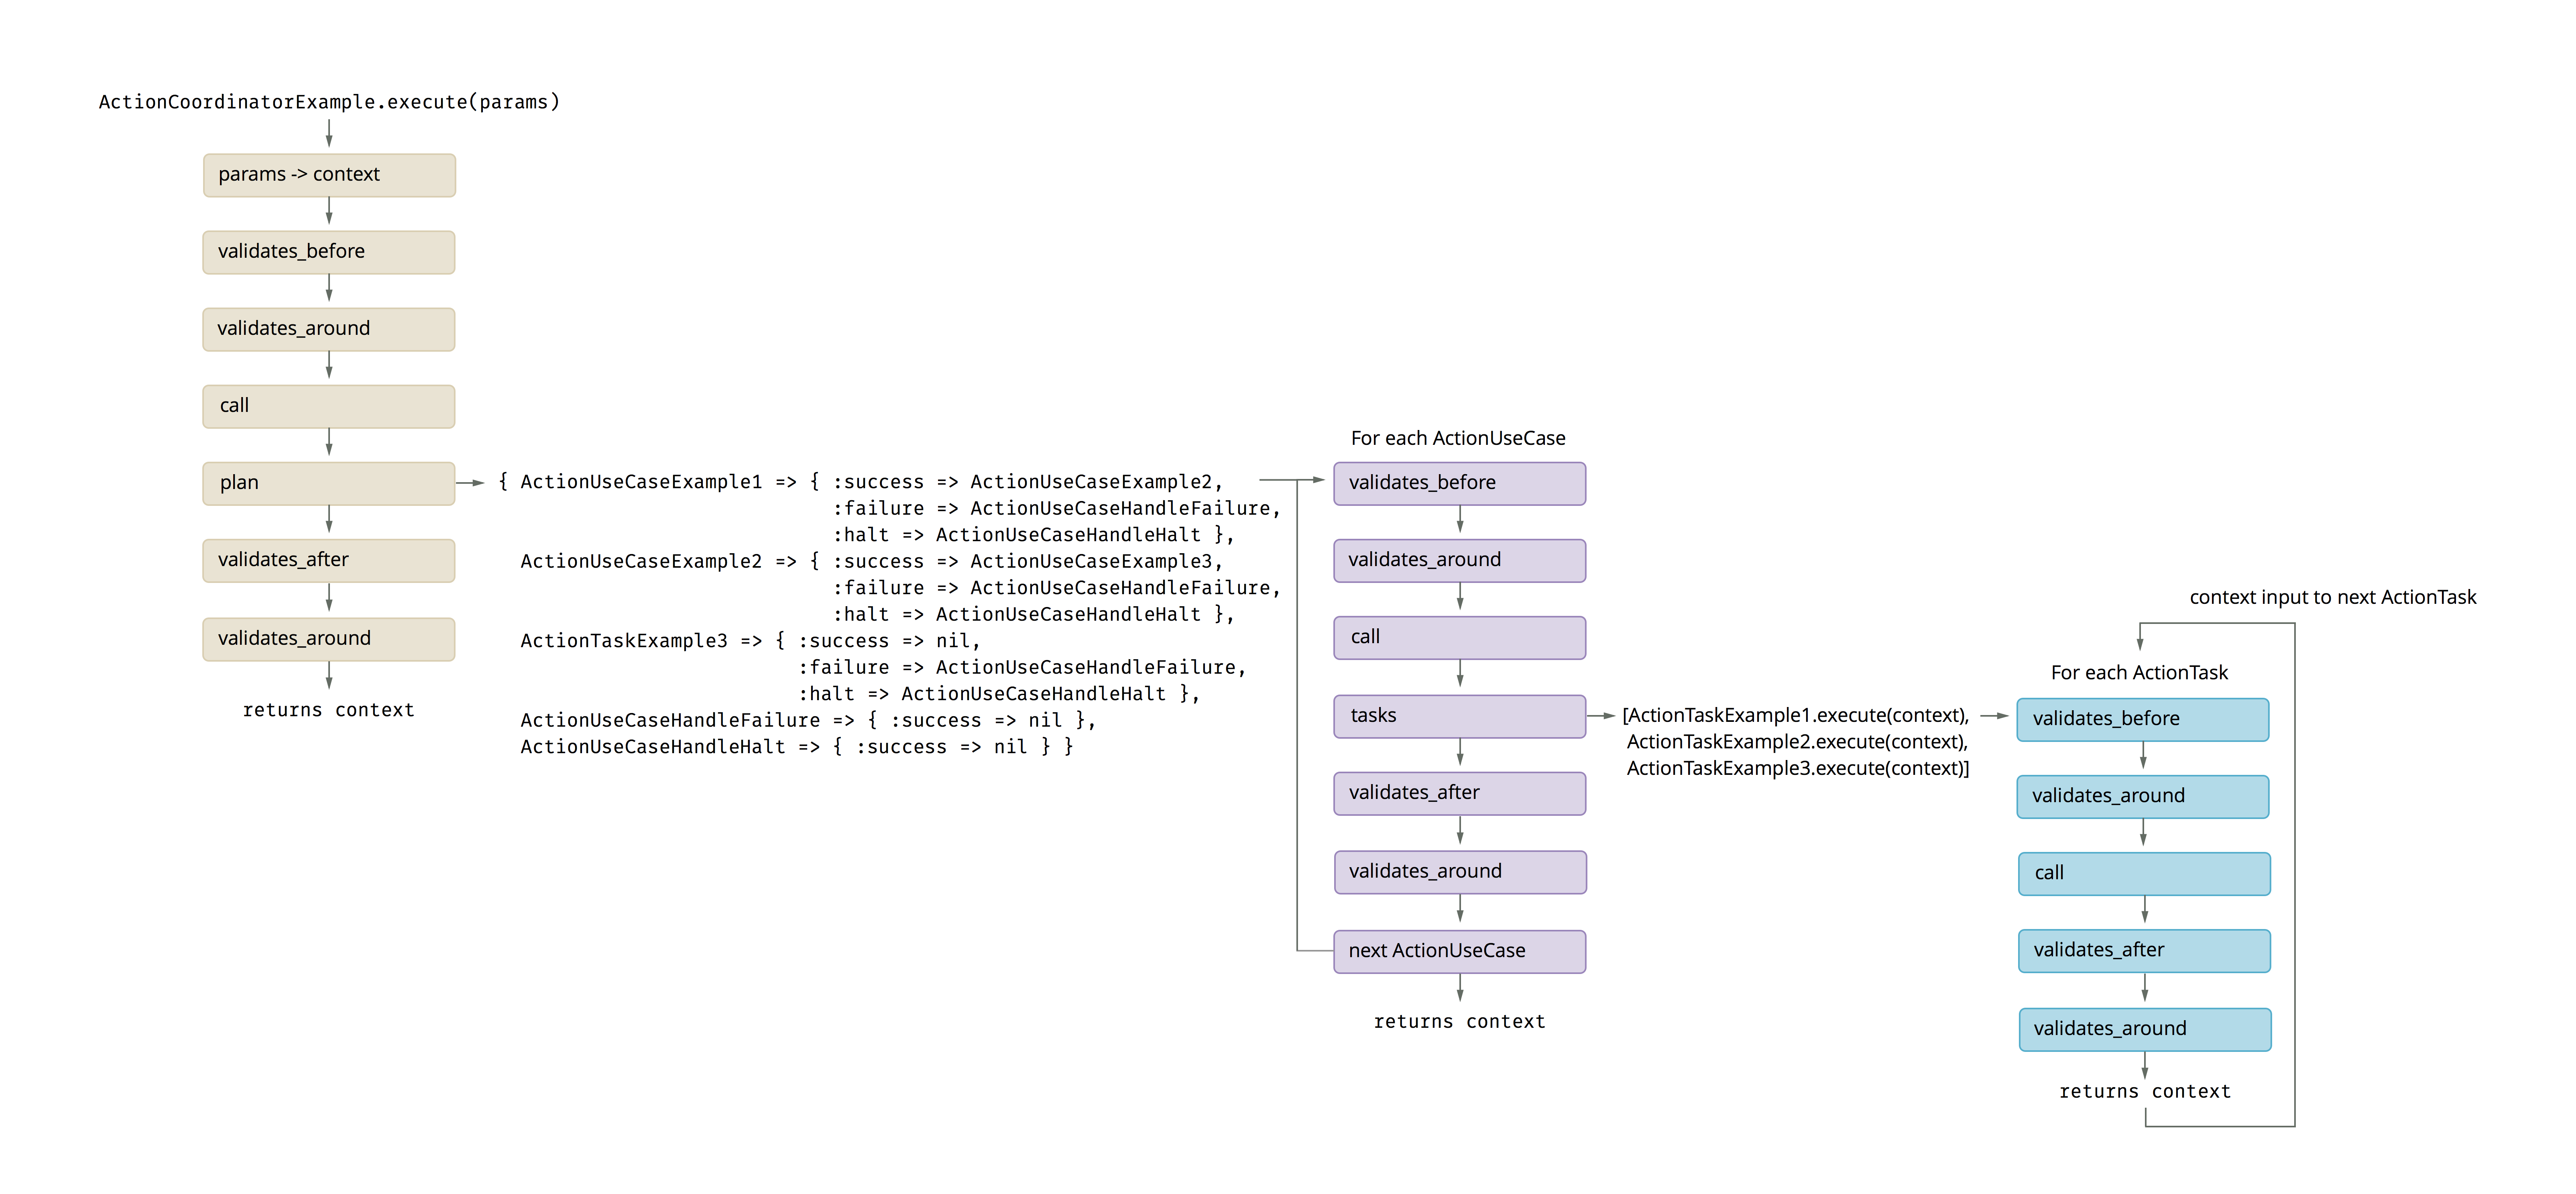 ActionCoordinatorExample.execute(params)
params -> context
validates_before
validates_around
call
plan
validates_after
validates_around
returns context
{ ActionUseCaseExample1 => { :success => ActionUseCaseExample2,
:failure => ActionUseCaseHandleFailure,
:halt => ActionUseCaseHandleHalt },
ActionUseCaseExample2 => { :success => ActionUseCaseExample3,
:failure => ActionUseCaseHandleFailure,
:halt => ActionUseCaseHandleHalt },
ActionTaskExample3 => { :success => nil,
:failure => ActionUseCaseHandleFailure,
:halt => ActionUseCaseHandleHalt },
ActionUseCaseHandleFailure => { :success => nil },
ActionUseCaseHandleHalt => { :success => nil } }
For each ActionUseCase
validates_before
validates_around
call
tasks
validates_after
validates_around
next ActionUseCase
returns context
[ActionTaskExample1.execute(context),
ActionTaskExample2.execute(context),
ActionTaskExample3.execute(context)]
context input to next ActionTask
For each ActionTask
validates_before
validates_around
call
validates_after
validates_around
returns context